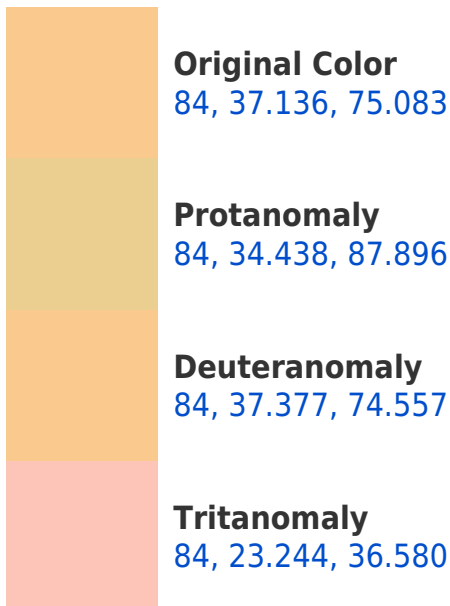 Original Color
84, 37.136, 75.083
Protanomaly
84, 34.438, 87.896
Deuteranomaly
84, 37.377, 74.557
Tritanomaly
84, 23.244, 36.580